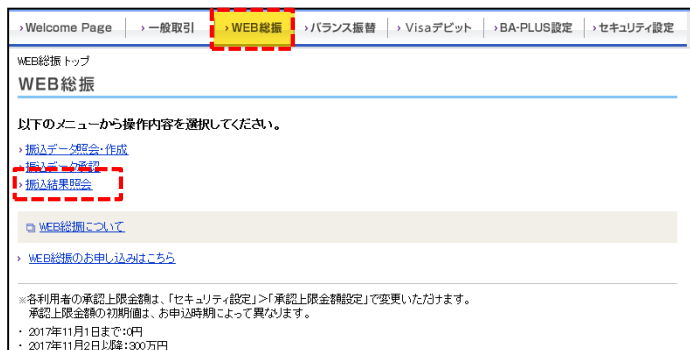 ›Welcome Page ›一般取引 ›WEB総振 ›バランス振替 ›Visaデビット ›BA-PLUS設定 ›セキュリティ設定
WEB総振トップ
WEB総振
以下のメニューから操作内容を選択してください。
›振込データ照会・作成
›振込データ承認
›振込結果照会
WEB総振について
› WEB総振のお申し込みはこちら
※各利用者の承認上限金額は、「セキュリティ設定」>「承認上限金額設定」で変更いただけます。
承認上限金額の初期値は、お申込時期によって異なります。
・ 2017年11月1日まで:0円
・ 2017年11月2日以降:300万円